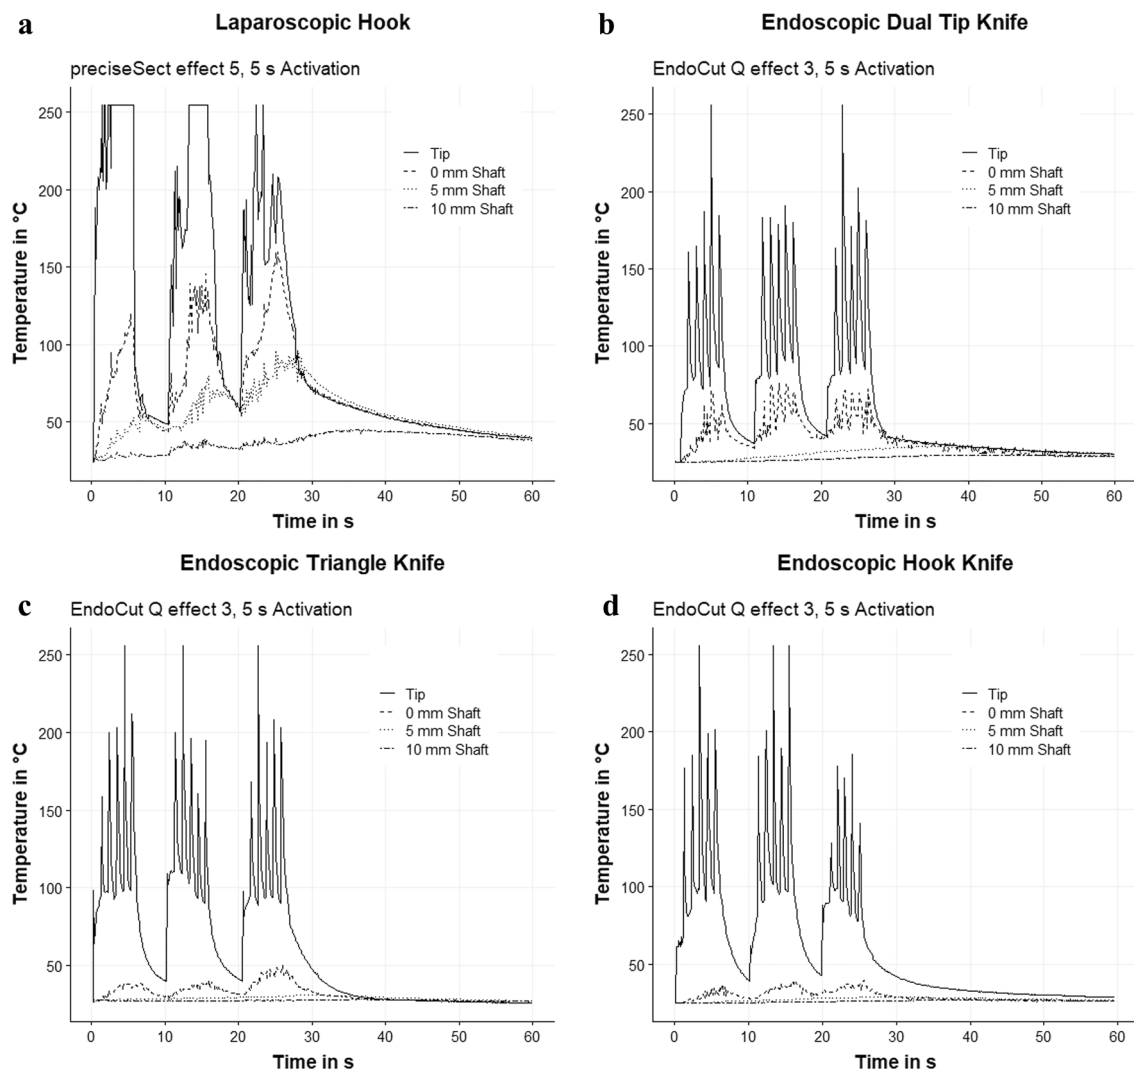 a
Laparoscopic Hook
preciseSect effect 5, 5 s Activation
Temperature in °C
250
200
150
100
50
Tip
0 mm Shaft
5 mm Shaft
10 mm Shaft
0 10 20 30 40 50 60
Time in s
b
Endoscopic Dual Tip Knife
EndoCut Q effect 3, 5 s Activation
Temperature in °C
250
200
150
100
50
Tip
0 mm Shaft
5 mm Shaft
10 mm Shaft
0 10 20 30 40 50 60
Time in s
c
Endoscopic Triangle Knife
EndoCut Q effect 3, 5 s Activation
Temperature in °C
250
200
150
100
50
Tip
0 mm Shaft
5 mm Shaft
10 mm Shaft
0 10 20 30 40 50 60
Time in s
d
Endoscopic Hook Knife
EndoCut Q effect 3, 5 s Activation
Temperature in °C
250
200
150
100
50
Tip
0 mm Shaft
5 mm Shaft
10 mm Shaft
0 10 20 30 40 50 60
Time in s